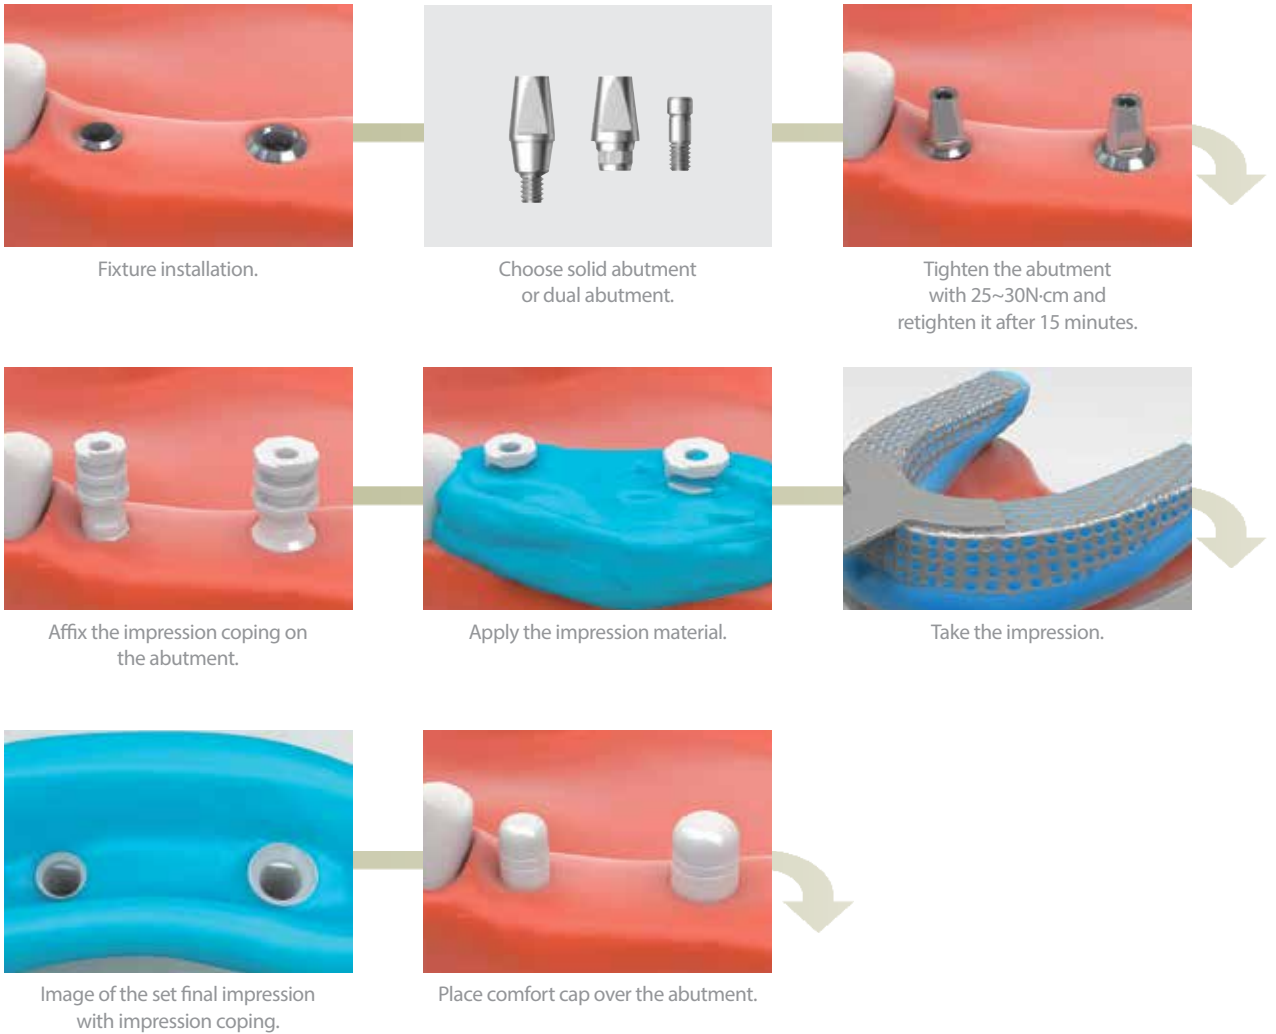 Fixture installation.
Choose solid abutment
or dual abutment.
Tighten the abutment
with 25~30N·cm and
retighten it after 15 minutes.
Affix the impression coping on
the abutment.
Apply the impression material.
Take the impression.
Image of the set final impression
with impression coping.
Place comfort cap over the abutment.